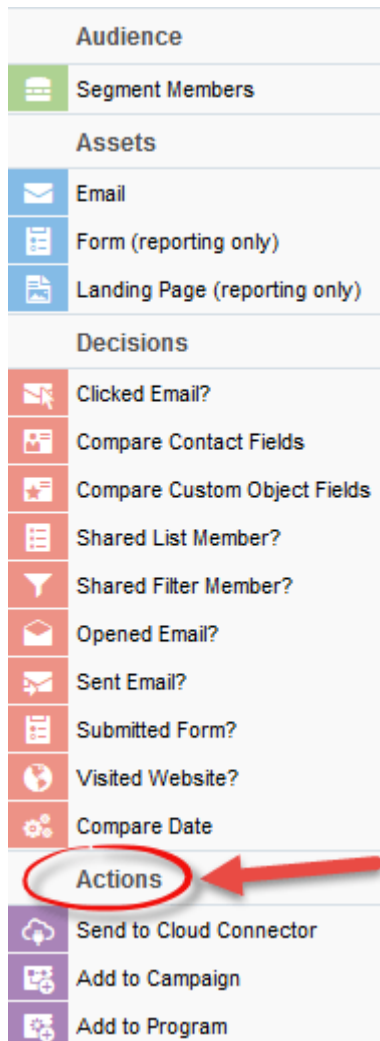 Audience
Segment Members
Assets
Email
Form (reporting only)
Landing Page (reporting only)
Decisions
Clicked Email?
Compare Contact Fields
Compare Custom Object Fields
Shared List Member?
Shared Filter Member?
Opened Email?
Sent Email?
Submitted Form?
Visited Website?
Compare Date
Actions
Send to Cloud Connector
Add to Campaign
Add to Program